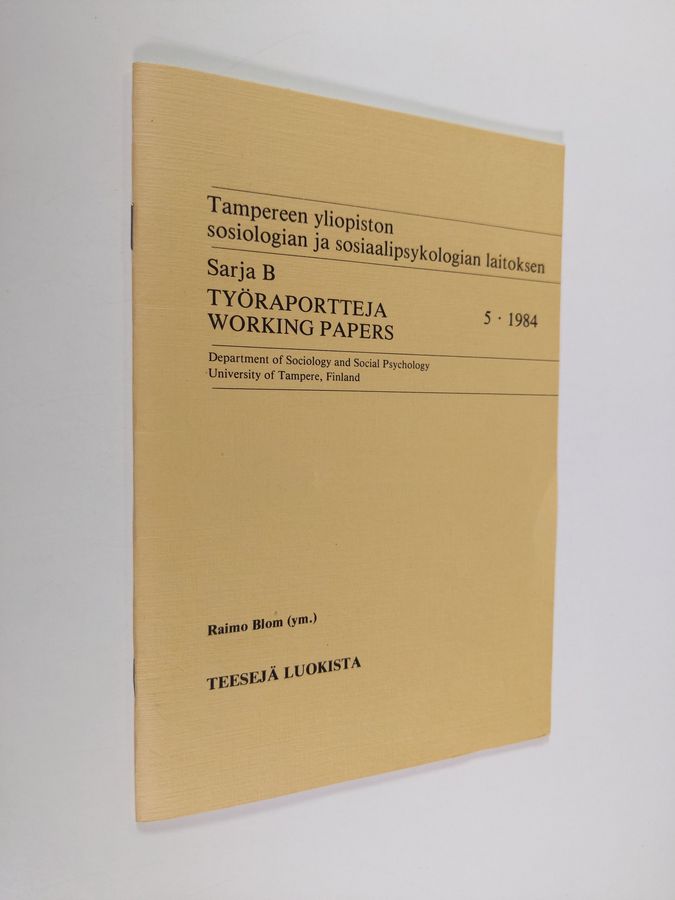 Tampereen yliopiston
sosiologian ja sosiaalipsykologian laitoksen
Sarja B
TYÖRAPORTTEJA
WORKING PAPERS
5 · 1984
Department of Sociology and Social Psychology
University of Tampere, Finland
Raimo Blom (ym.)
TEESEJÄ LUOKISTA